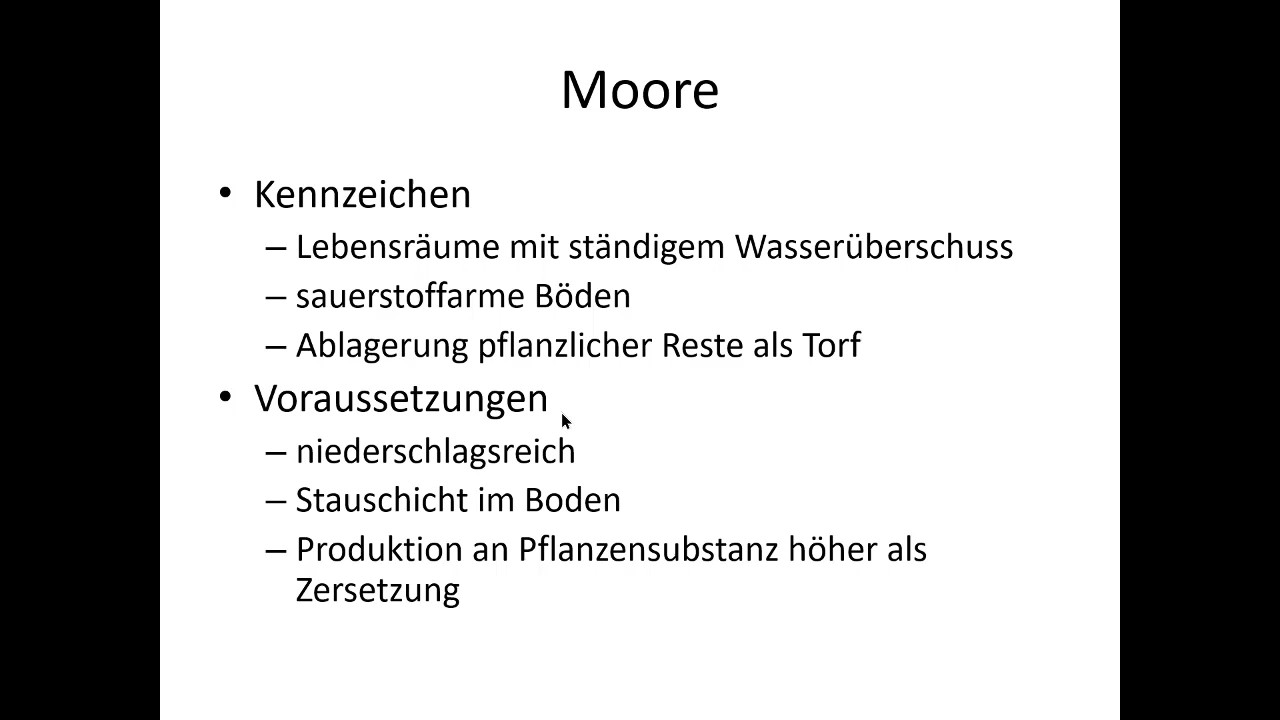 Moore
• Kennzeichen
– Lebensräume mit ständigem Wasserüberschuss
– sauerstoffarme Böden
– Ablagerung pflanzlicher Reste als Torf
• Voraussetzungen
– niederschlagsreich
– Stauschicht im Boden
– Produktion an Pflanzensubstanz höher als
Zersetzung